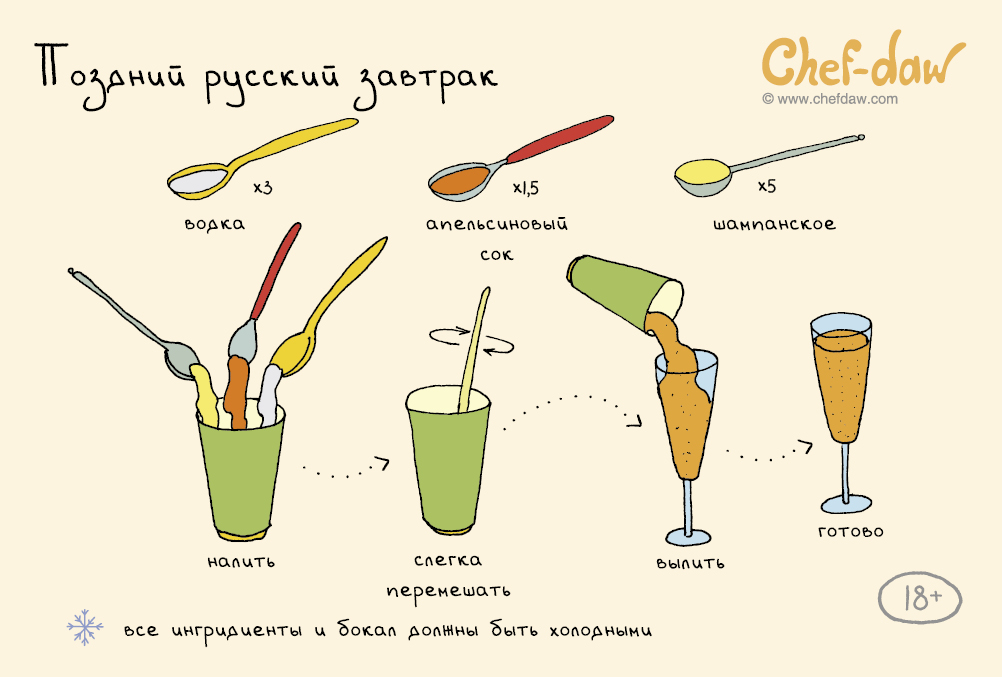 Поздний русский завтрак
Chef-daw
© www.chefdaw.com
x3
x1,5
x5
водка
апельсиновый
сок
шампанское
налить
слегка
перемешать
вылить
готово
18+
все ингридиенты и бокал должны быть холодными